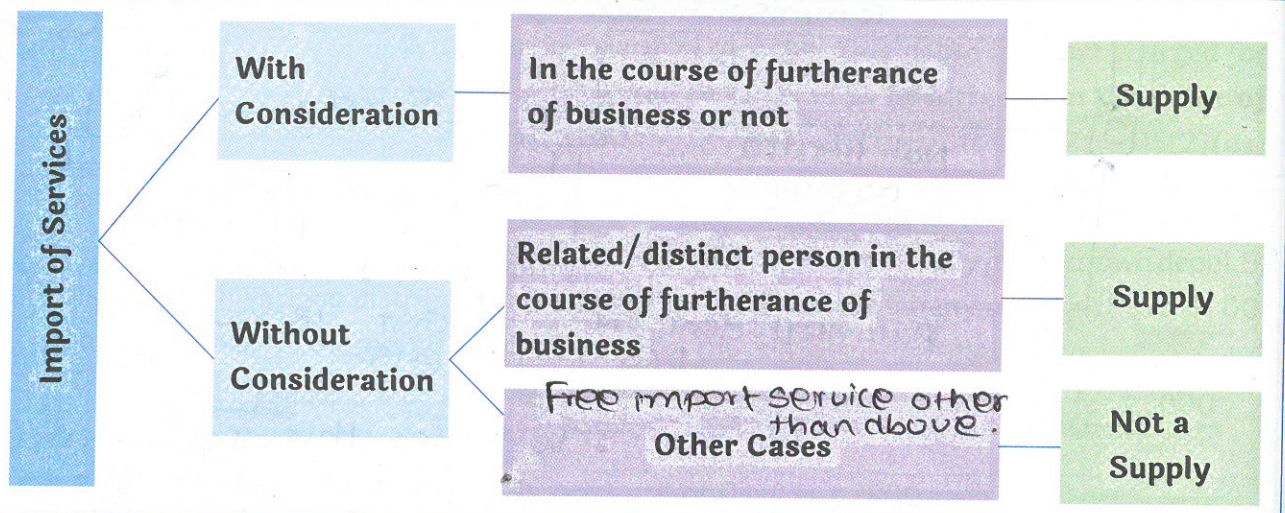 Import of Services
With
Consideration
In the course of furtherance
of business or not
Supply
Without
Consideration
Related/distinct person in the
course of furtherance of
business
Supply
Free import service other
than above.
Other Cases
Not a
Supply